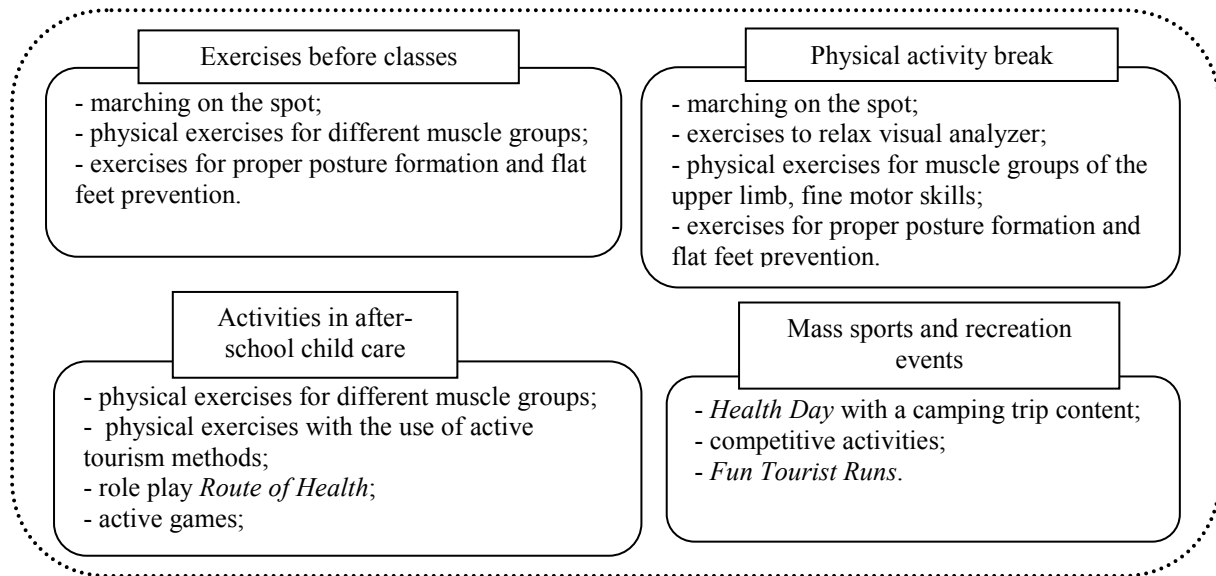 Exercises before classes
- marching on the spot;
- physical exercises for different muscle groups;
- exercises for proper posture formation and flat
feet prevention.
Physical activity break
- marching on the spot;
- exercises to relax visual analyzer;
- physical exercises for muscle groups of the
upper limb, fine motor skills;
- exercises for proper posture formation and
flat feet prevention.
Activities in after-
school child care
- physical exercises for different muscle groups;
- physical exercises with the use of active
tourism methods;
- role play Route of Health;
- active games;
Mass sports and recreation
events
- Health Day with a camping trip content;
- competitive activities;
- Fun Tourist Runs.